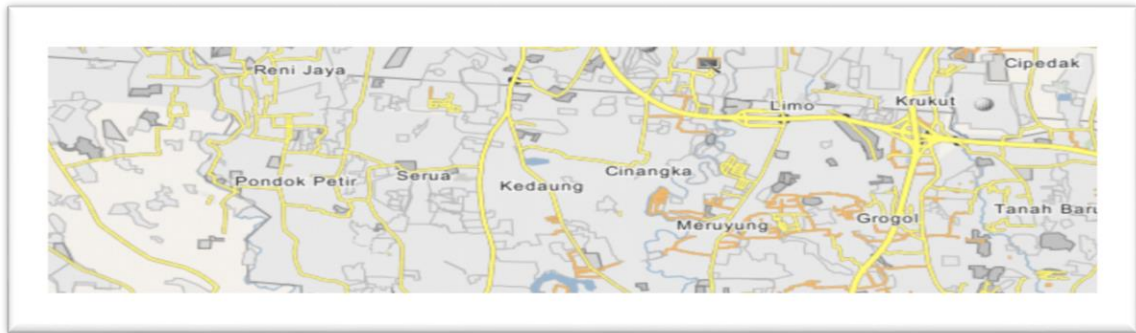 Reni Jaya
Cipedak
Limo
Krukut
Pondok Petir
Serua
Kedaung
Cinangka
Meruyung
Grogol
Tanah Baru